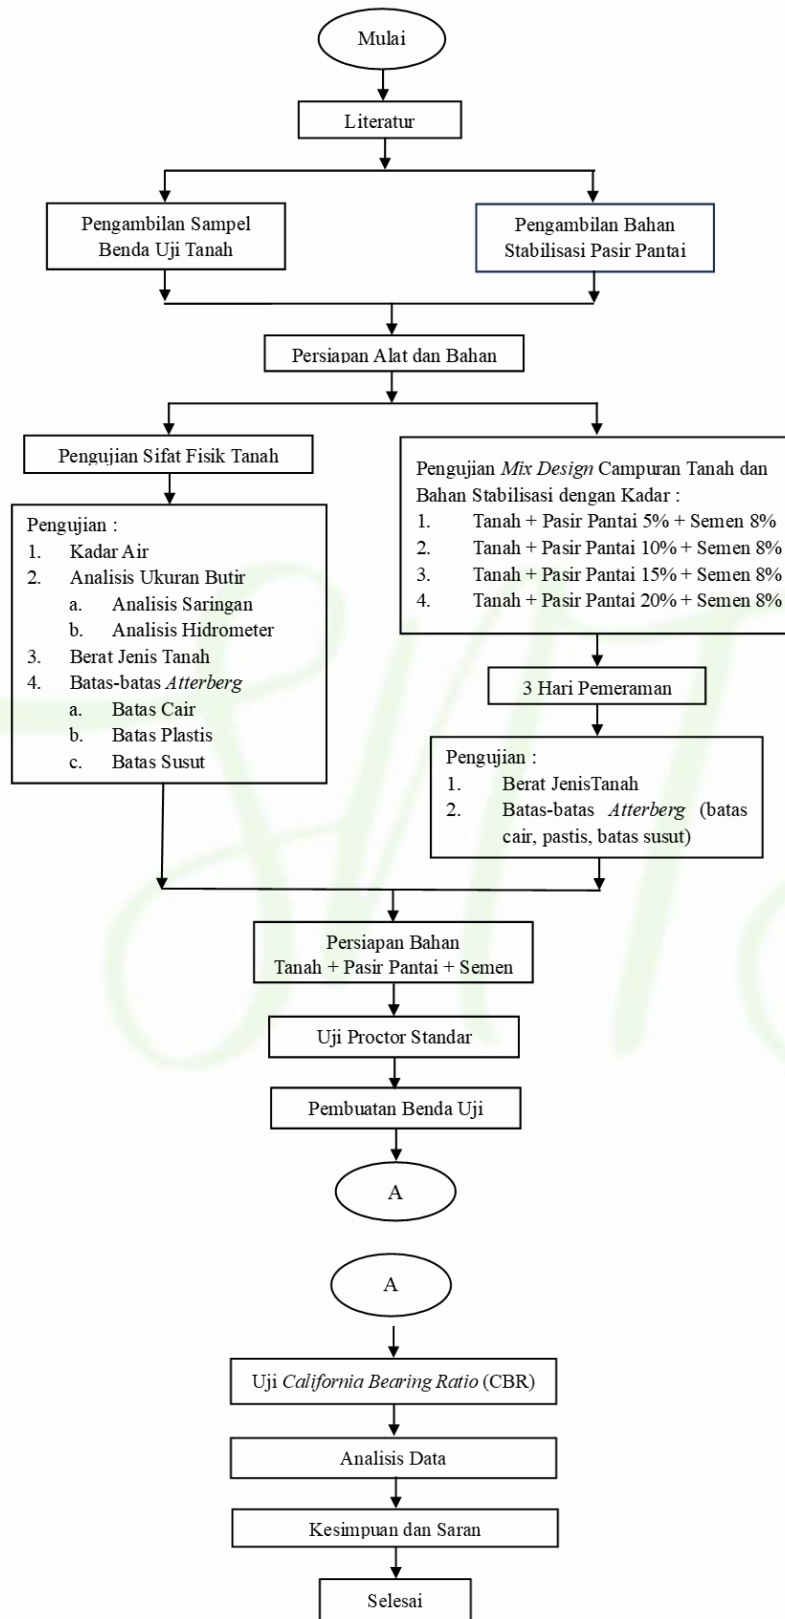 Mulai
Literatur
Pengambilan Sampel
Benda Uji Tanah
Pengambilan Bahan
Stabilisasi Pasir Pantai
Persiapan Alat dan Bahan
Pengujian Sifat Fisik Tanah
Pengujian :
1. Kadar Air
2. Analisis Ukuran Butir
a. Analisis Saringan
b. Analisis Hidrometer
3. Berat Jenis Tanah
4. Batas-batas Atterberg
a. Batas Cair
b. Batas Plastis
c. Batas Susut
Pengujian Mix Design Campuran Tanah dan
Bahan Stabilisasi dengan Kadar :
1. Tanah + Pasir Pantai 5% + Semen 8%
2. Tanah + Pasir Pantai 10% + Semen 8%
3. Tanah + Pasir Pantai 15% + Semen 8%
4. Tanah + Pasir Pantai 20% + Semen 8%
3 Hari Pemeraman
Pengujian :
1. Berat JenisTanah
2. Batas-batas Atterberg (batas
cair, pastis, batas susut)
Persiapan Bahan
Tanah + Pasir Pantai + Semen
Uji Proctor Standar
Pembuatan Benda Uji
A
A
Uji California Bearing Ratio (CBR)
Analisis Data
Kesimpuan dan Saran
Selesai